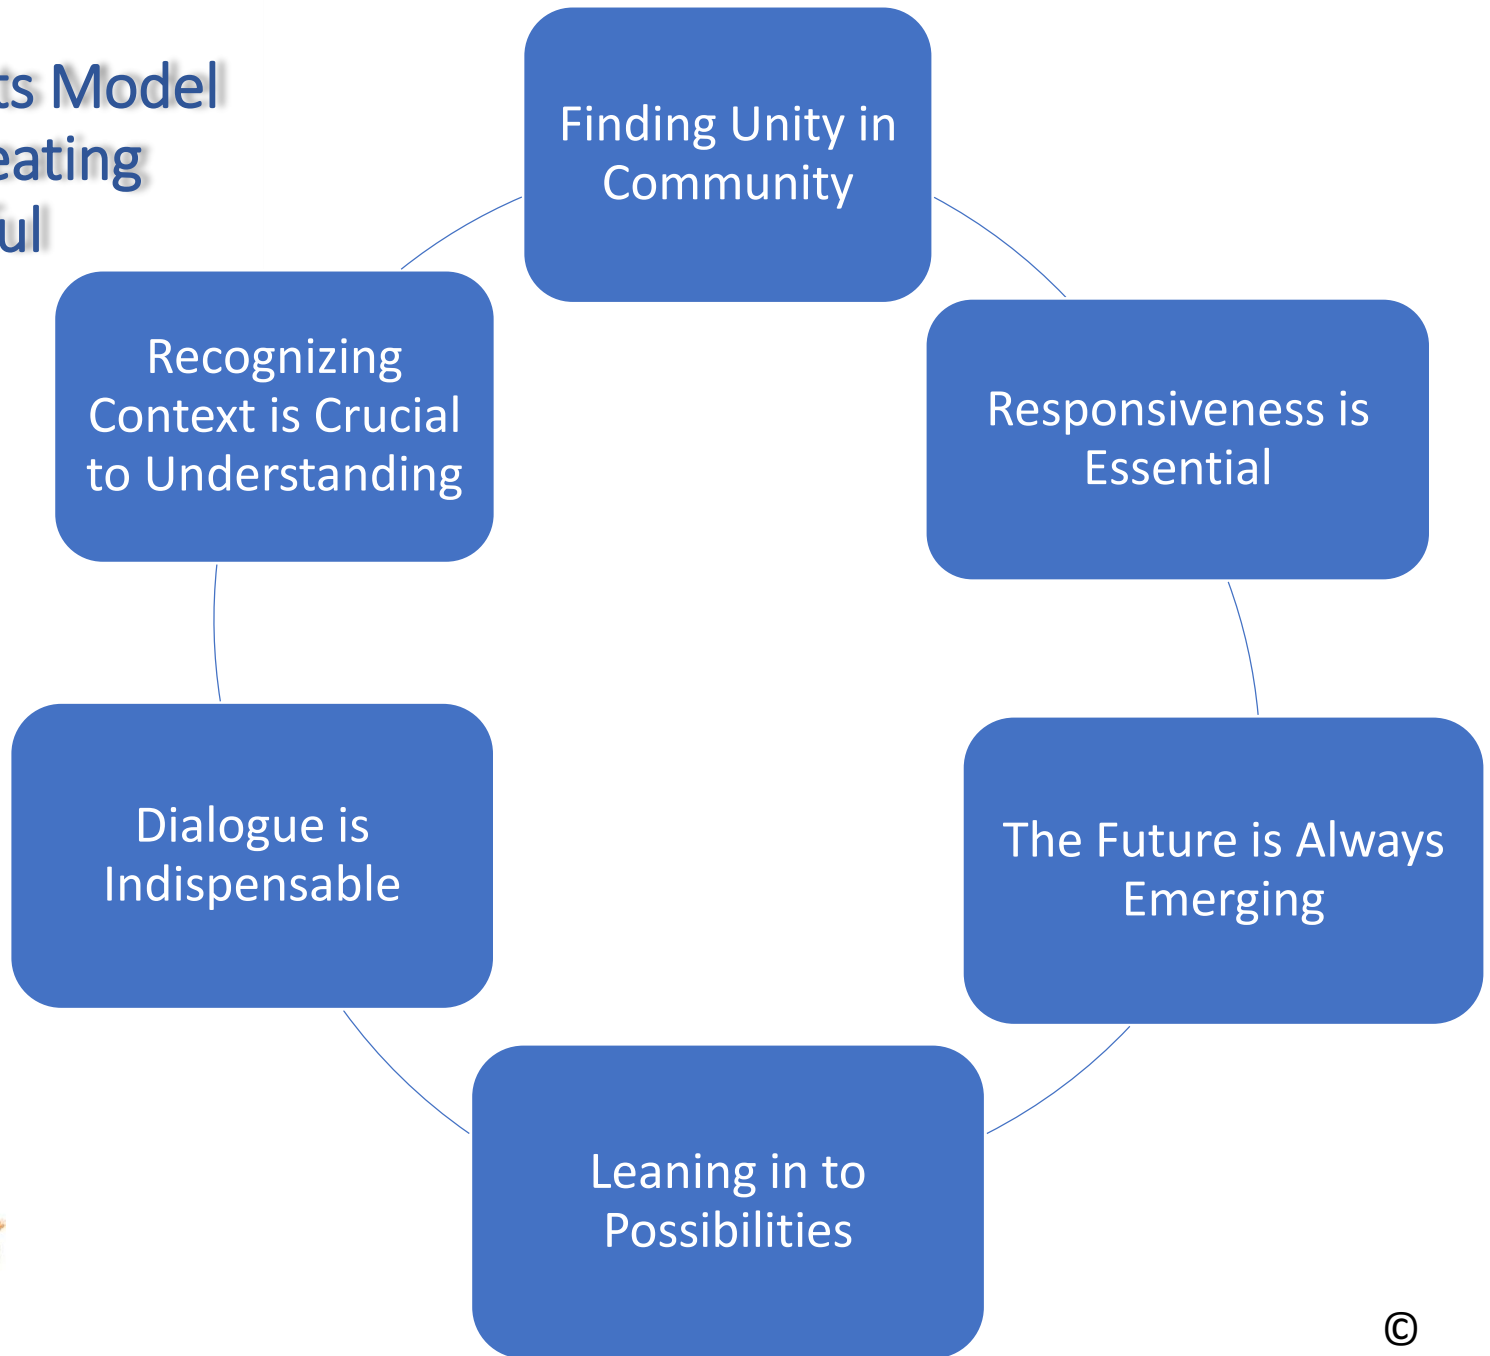 ts Model
eating
ful
Finding Unity in
Community
Responsiveness is
Essential
The Future is Always
Emerging
Leaning in to
Possibilities
Dialogue is
Indispensable
Recognizing
Context is Crucial
to Understanding
©